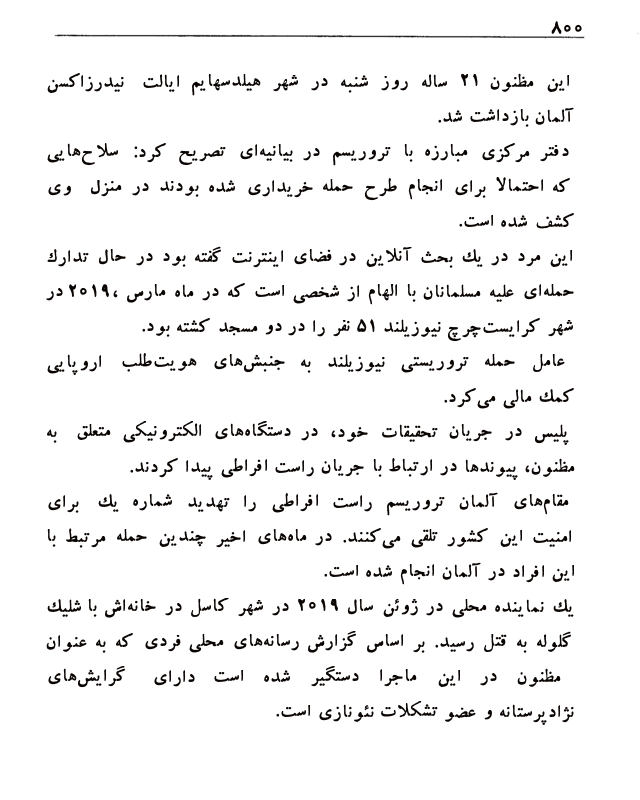 ۸۰۰
این مظنون ۲۱ ساله روز شنبه در شهر هیلدسهایم ایالت نیدرزاکسن
آلمان بازداشت شد.
دفتر مرکزی مبارزه با تروریسم در بیانیه‌ای تصریح کرد: سلاح‌هایی
که احتمالاً برای انجام طرح حمله خریداری شده بودند در منزل وی
کشف شده است.
این مرد در یك بحث آنلاین در فضای اینترنت گفته بود در حال تدارك
حمله‌ای علیه مسلمانان با الهام از شخصی است که در ماه مارس ،۲۰۱۹ در
شهر کرایست‌چرچ نیوزیلند ۵۱ نفر را در دو مسجد کشته بود.
عامل حمله تروریستی نیوزیلند به جنبش‌های هویت‌طلب اروپایی
کمك مالی می‌کرد.
پلیس در جریان تحقیقات خود، در دستگاه‌های الکترونیکی متعلق به
مظنون، پیوندها در ارتباط با جریان راست افراطی پیدا کردند.
مقام‌های آلمان تروریسم راست افراطی را تهدید شماره یك برای
امنیت این کشور تلقی می‌کنند. در ماه‌های اخیر چندین حمله مرتبط با
این افراد در آلمان انجام شده است.
یك نماینده محلی در ژوئن سال ۲۰۱۹ در شهر کاسل در خانه‌اش با شلیك
گلوله به قتل رسید. بر اساس گزارش رسانه‌های محلی فردی که به عنوان
مظنون در این ماجرا دستگیر شده است دارای گرایش‌های
نژادپرستانه و عضو تشکلات نئونازی است.